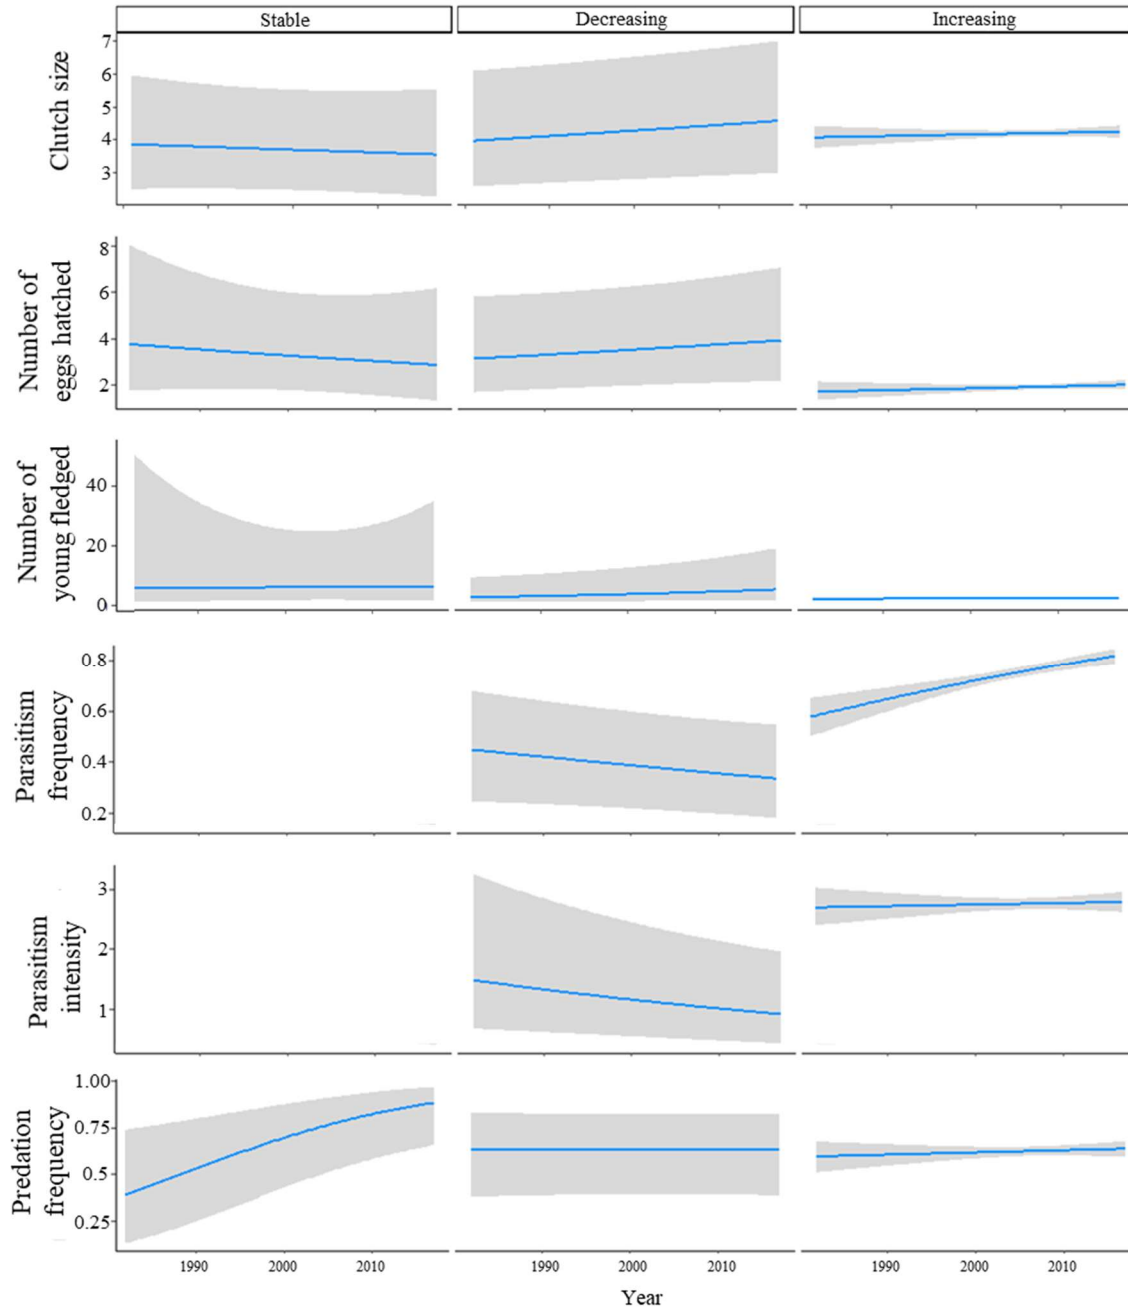 Stable Decreasing Increasing
Clutch size
7
6
5
4
3
Number of
eggs hatched
8
6
4
2
Number of
young fledged
40
20
0
Parasitism
frequency
0.8
0.6
0.4
0.2
Parasitism
intensity
3
2
1
Predation
frequency
1.00
0.75
0.5
0.25
1990 2000 2010 1990 2000 2010 1990 2000 2010
Year